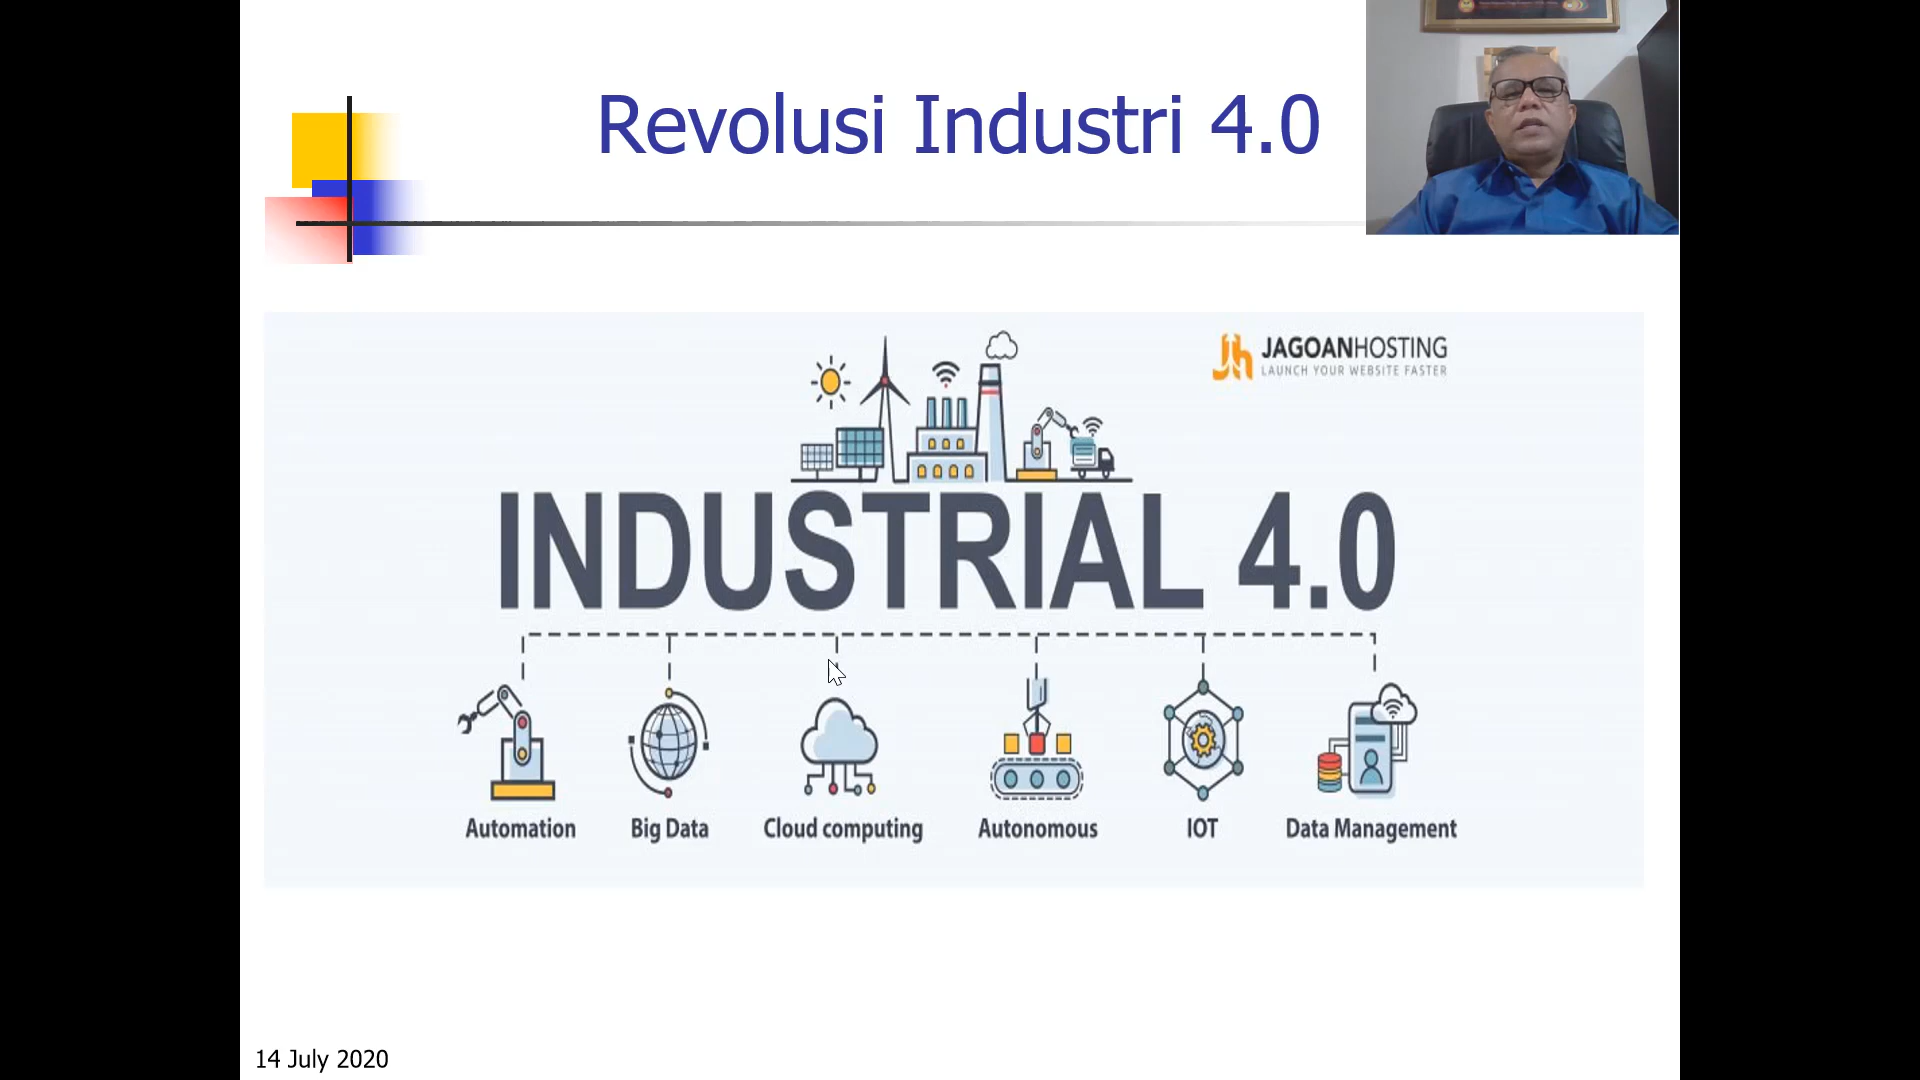 Revolusi Industri 4.0
JAGOANHOSTING
LAUNCH YOUR WEBSITE FASTER
INDUSTRIAL 4.0
Automation
Big Data
Cloud computing
Autonomous
IOT
Data Management
14 July 2020